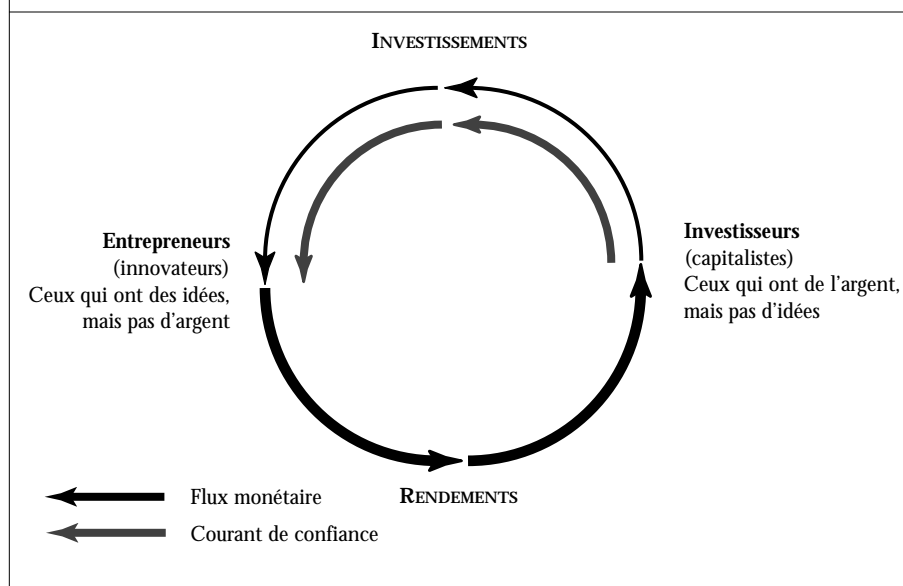 INVESTISSEMENTS
Entrepreneurs
(innovateurs)
Ceux qui ont des idées,
mais pas d'argent
Investisseurs
(capitalistes)
Ceux qui ont de l'argent,
mais pas d'idées
RENDEMENTS
Flux monétaire
Courant de confiance